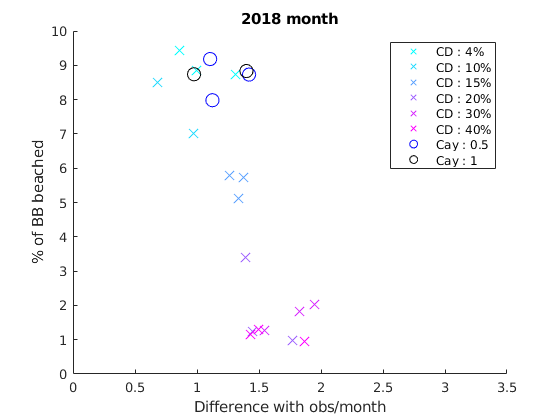 2018 month
% of BB beached
10
9
8
7
6
5
4
3
2
1
0
CD : 4%
CD : 10%
CD : 15%
CD : 20%
CD : 30%
CD : 40%
Cay : 0.5
Cay : 1
0 0.5 1 1.5 2 2.5 3 3.5
Difference with obs/month